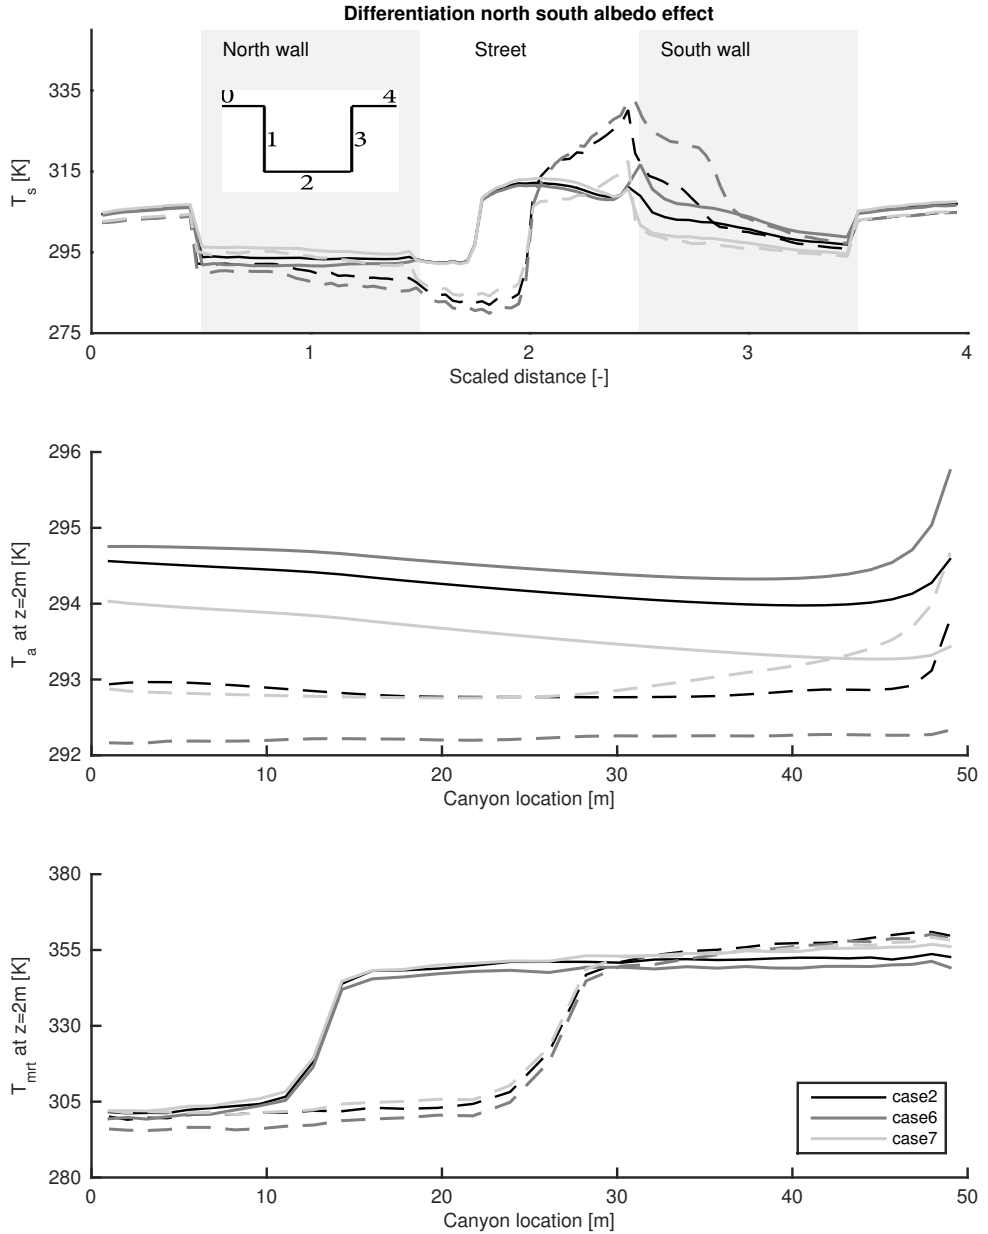 Differentiation north south albedo effect
North wall
Street
South wall
0
4
1
3
2
T_s [K]
335
315
295
275
0
1
2
3
4
Scaled distance [-]
T_a at z=2m [K]
296
295
294
293
292
0
10
20
30
40
50
Canyon location [m]
T_mrt at z=2m [K]
380
355
330
305
280
case2
case6
case7
0
10
20
30
40
50
Canyon location [m]